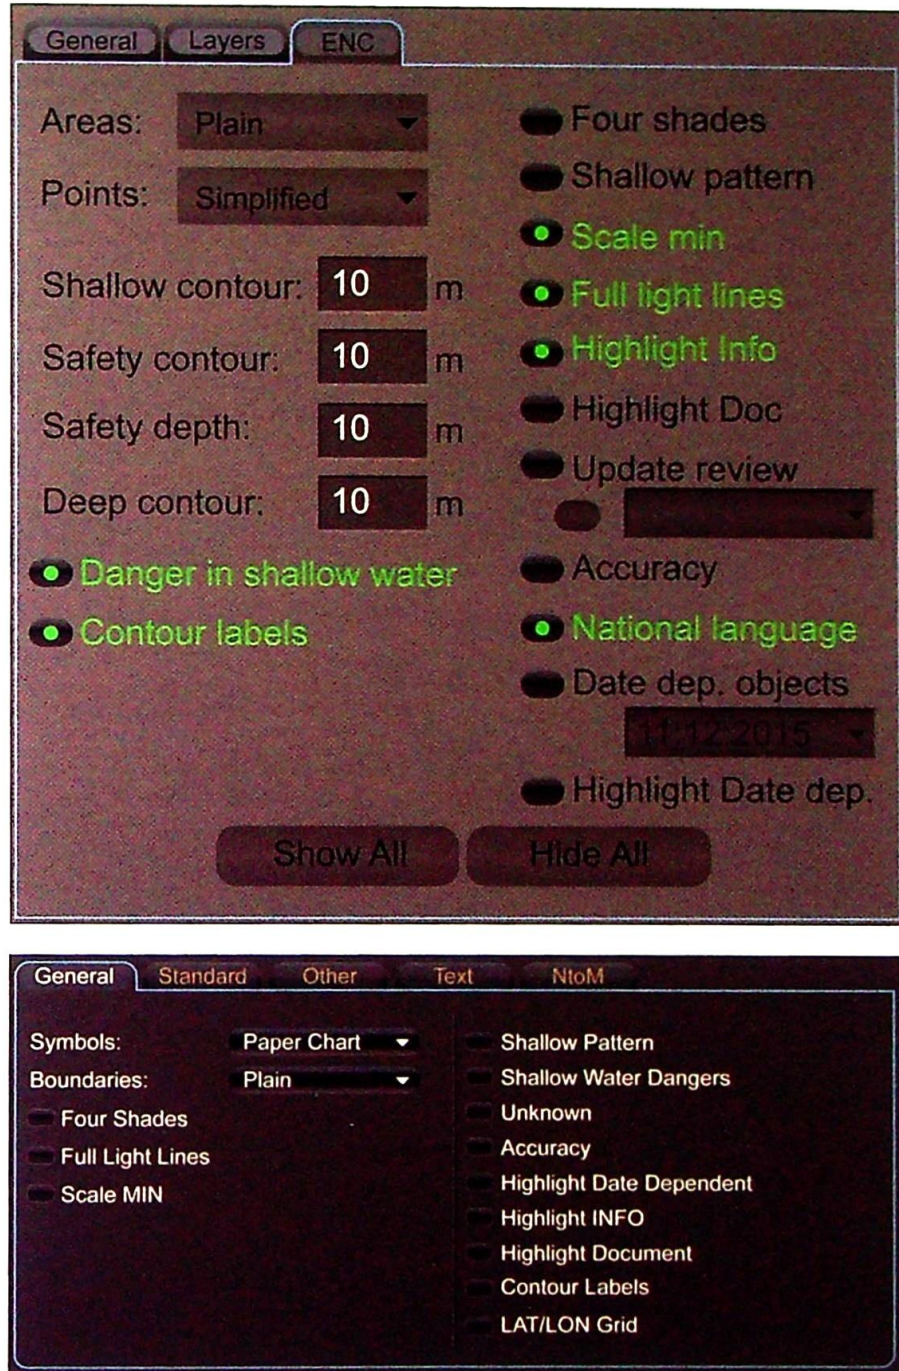 General Layers ENC
Areas: Plain
Points: Simplified
Shallow contour: 10 m
Safety contour: 10 m
Safety depth: 10 m
Deep contour: 10 m
Danger in shallow water
Contour labels
Four shades
Shallow pattern
Scale min
Full light lines
Highlight Info
Highlight Doc
Update review
Accuracy
National language
Date dep. objects
11.12.2015
Highlight Date dep.
Show All Hide All
General Standard Other Text NtoM
Symbols: Paper Chart
Boundaries: Plain
Four Shades
Full Light Lines
Scale MIN
Shallow Pattern
Shallow Water Dangers
Unknown
Accuracy
Highlight Date Dependent
Highlight INFO
Highlight Document
Contour Labels
LAT/LON Grid